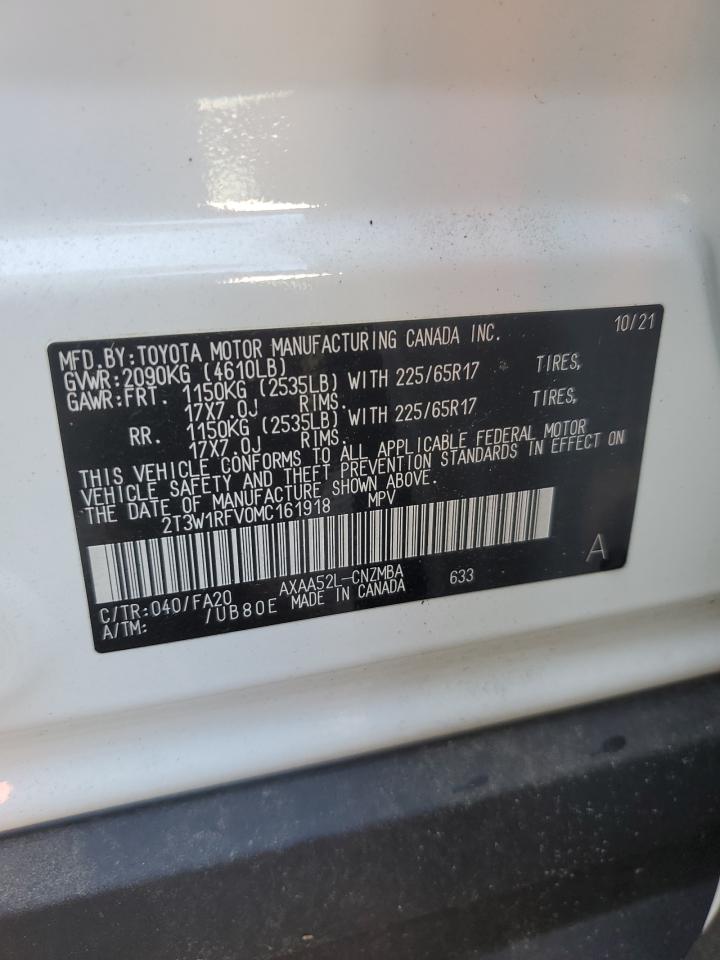 MFD.BY:TOYOTA MOTOR MANUFACTURING CANADA INC. 10/21
GVWR:2090KG (4610LB)
GAWR:FRT. 1150KG (2535LB) WITH 225/65R17 TIRES,
17X7.0J RIMS.
RR. 1150KG (2535LB) WITH 225/65R17 TIRES,
17X7.0J RIMS.
THIS VEHICLE CONFORMS TO ALL APPLICABLE FEDERAL MOTOR
VEHICLE SAFETY AND THEFT PREVENTION STANDARDS IN EFFECT ON
THE DATE OF MANUFACTURE SHOWN ABOVE.
2T3W1RFV0MC161918 MPV
A
C/TR:040/FA20 AXAA52L-CNZMBA 633
A/TM: /UB80E MADE IN CANADA